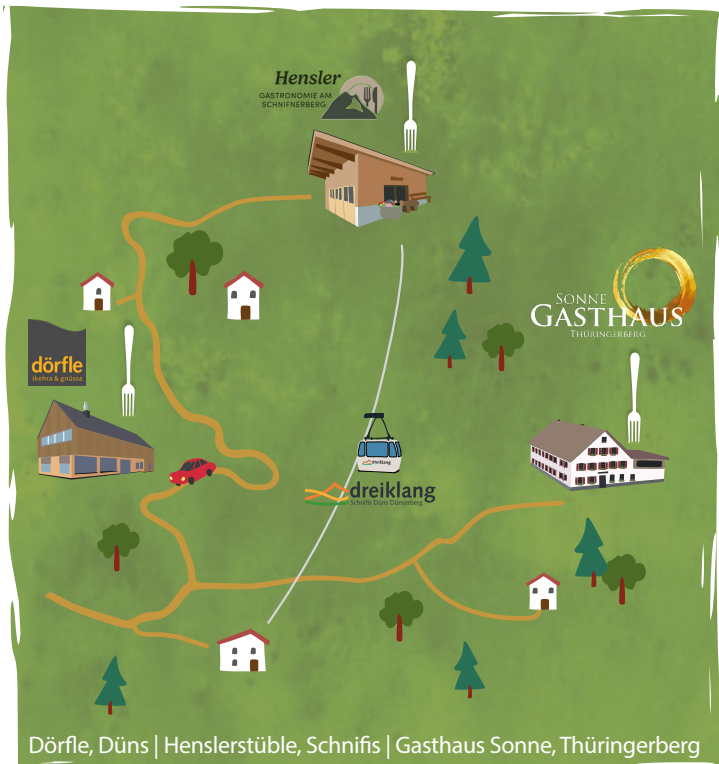 Hensler
GASTRONOMIE AM
SCHNIFNERBERG
SONNE
GASTHAUS
THÜRINGERBERG
dörfle
ikehra & gnüssa
dreiklang
dreiklang
Schnifis Düns Dünserberg
Dörfle, Düns | Henslerstüble, Schnifis | Gasthaus Sonne, Thüringerberg